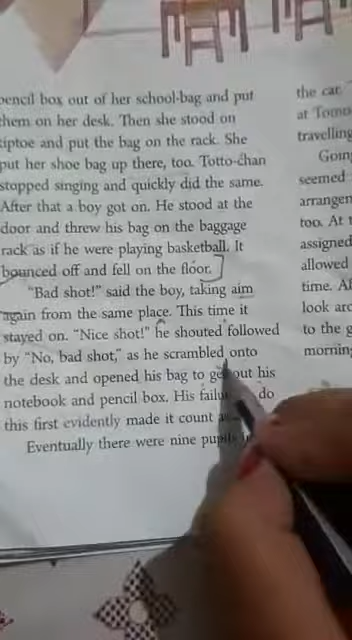 pencil box out of her school-bag and put
them on her desk. Then she stood on
tiptoe and put the bag on the rack. She
put her shoe bag up there, too. Totto-chan
stopped singing and quickly did the same.
After that a boy got on. He stood at the
door and threw his bag on the baggage
rack as if he were playing basketball. It
bounced off and fell on the floor.
"Bad shot!" said the boy, taking aim
again from the same place. This time it
stayed on. "Nice shot!" he shouted followed
by "No, bad shot," as he scrambled onto
the desk and opened his bag to get out his
notebook and pencil box. His do
this first evidently made it count
Eventually there were nine
the car.
at Tomo
travelling
Going
seemed
arrangem
too. At
assigned
allowed
time. Af
look aro
to the g
morning